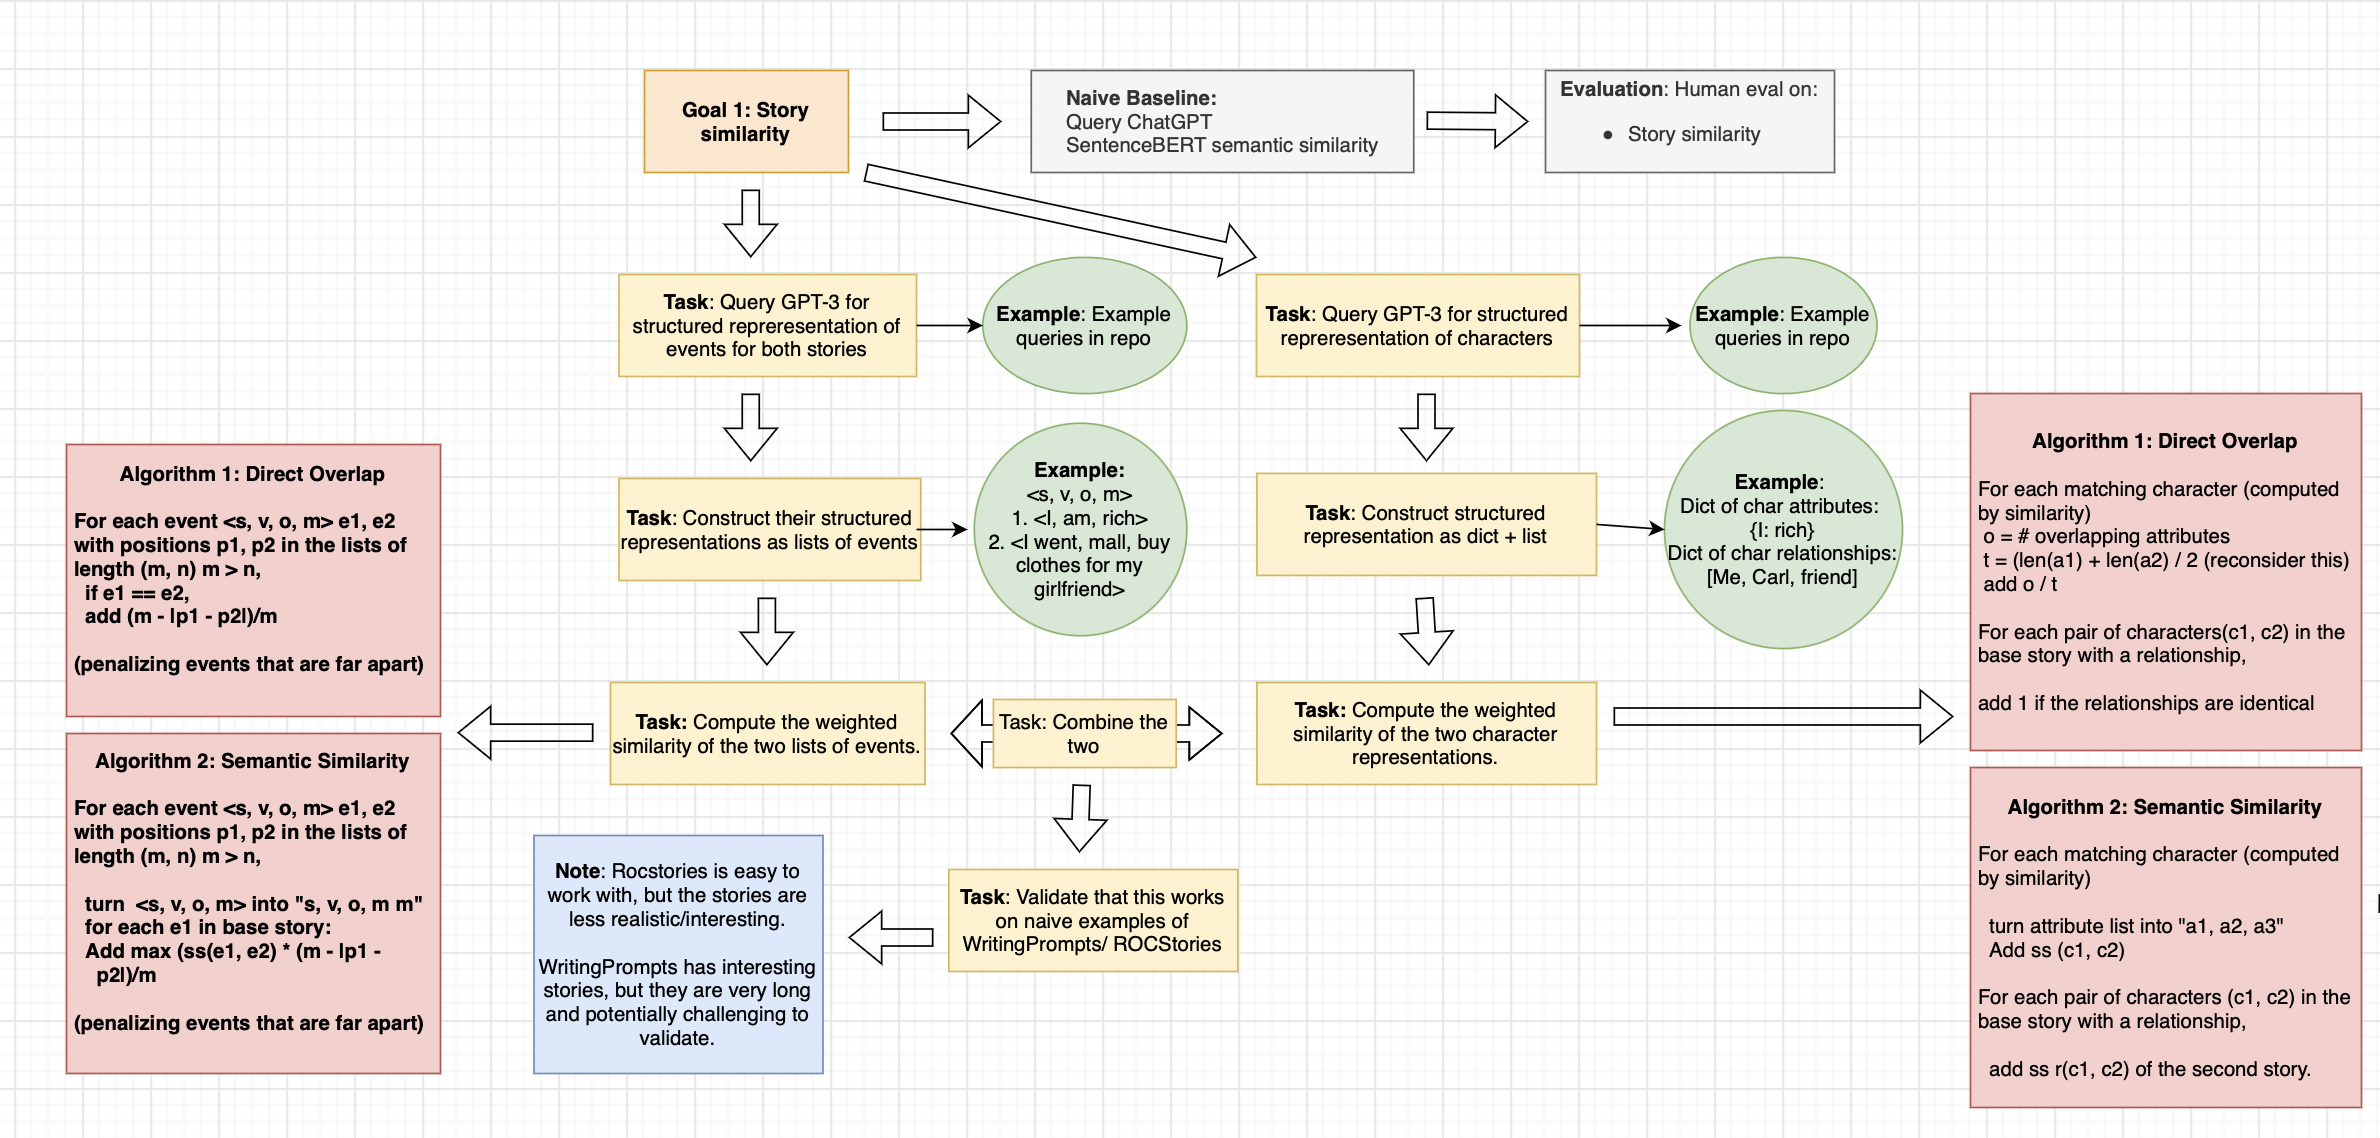 Goal 1: Story
similarity
Naive Baseline:
Query ChatGPT
SentenceBERT semantic similarity
Evaluation: Human eval on:
● Story similarity
Task: Query GPT-3 for
structured repreresentation of
events for both stories
Example: Example
queries in repo
Task: Query GPT-3 for structured
repreresentation of characters
Example: Example
queries in repo
Algorithm 1: Direct Overlap
For each event <s, v, o, m> e1, e2
with positions p1, p2 in the lists of
length (m, n) m > n,
if e1 == e2,
add (m - |p1 - p2|)/m
(penalizing events that are far apart)
Task: Construct their structured
representations as lists of events
Example:
<s, v, o, m>
1. <I, am, rich>
2. <I went, mall, buy
clothes for my
girlfriend>
Task: Construct structured
representation as dict + list
Example:
Dict of char attributes:
{I: rich}
Dict of char relationships:
[Me, Carl, friend]
Algorithm 1: Direct Overlap
For each matching character (computed
by similarity)
o = # overlapping attributes
t = (len(a1) + len(a2) / 2 (reconsider this)
add o / t
For each pair of characters(c1, c2) in the
base story with a relationship,
add 1 if the relationships are identical
Task: Compute the weighted
similarity of the two lists of events.
Task: Combine the
two
Task: Compute the weighted
similarity of the two character
representations.
Algorithm 2: Semantic Similarity
For each event <s, v, o, m> e1, e2
with positions p1, p2 in the lists of
length (m, n) m > n,
turn <s, v, o, m> into "s, v, o, m m"
for each e1 in base story:
Add max (ss(e1, e2) * (m - |p1 -
p2|)/m
(penalizing events that are far apart)
Note: Rocstories is easy to
work with, but the stories are
less realistic/interesting.
WritingPrompts has interesting
stories, but they are very long
and potentially challenging to
validate.
Task: Validate that this works
on naive examples of
WritingPrompts/ ROCStories
Algorithm 2: Semantic Similarity
For each matching character (computed
by similarity)
turn attribute list into "a1, a2, a3"
Add ss (c1, c2)
For each pair of characters (c1, c2) in the
base story with a relationship,
add ss r(c1, c2) of the second story.